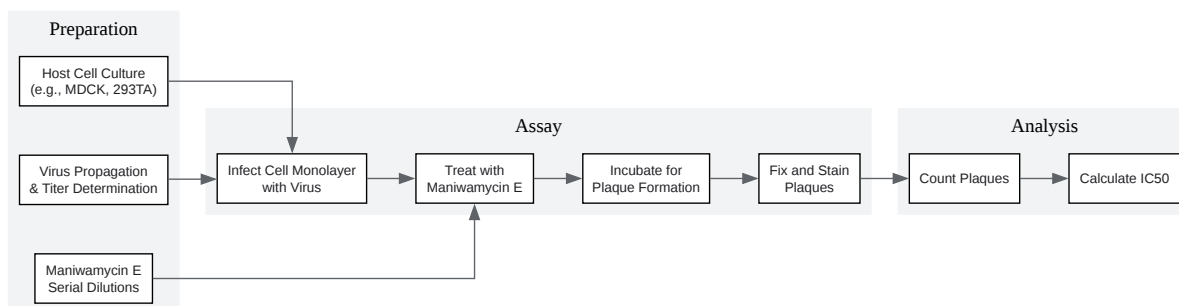 Preparation
Host Cell Culture
(e.g., MDCK, 293TA)
Virus Propagation
& Titer Determination
Maniwamycin E
Serial Dilutions
Assay
Infect Cell Monolayer
with Virus
Treat with
Maniwamycin E
Incubate for
Plaque Formation
Fix and Stain
Plaques
Analysis
Count Plaques
Calculate IC50